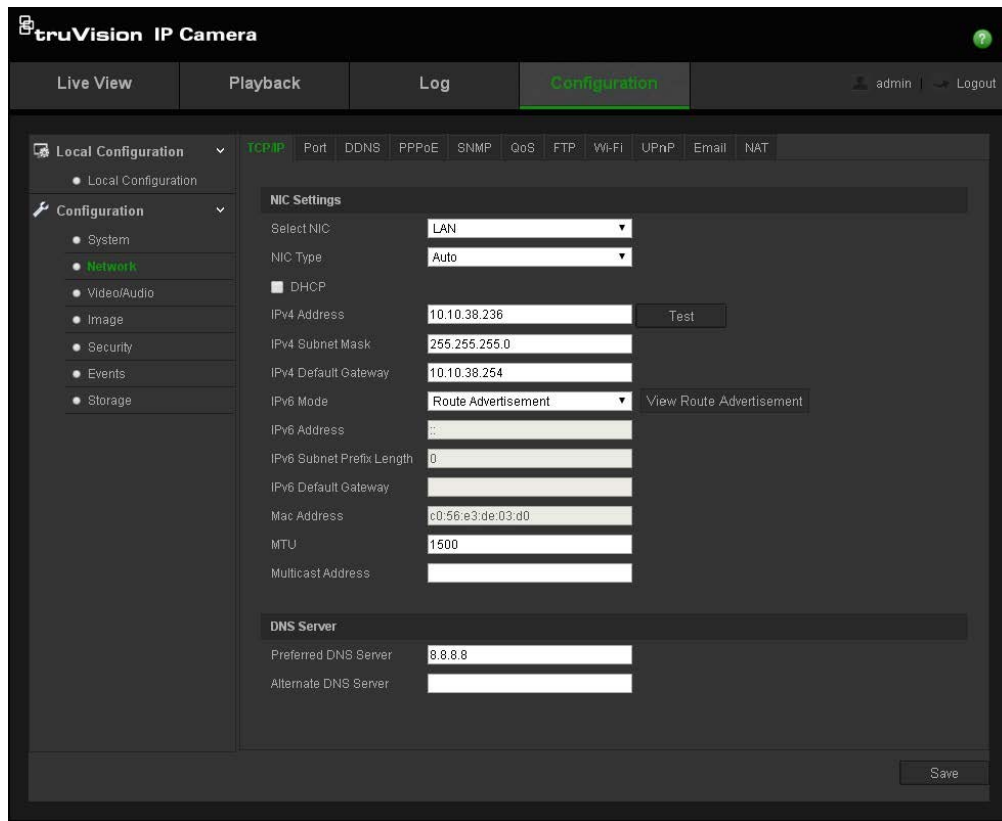 truVision IP Camera
?
Live View Playback Log Configuration admin | Logout
Local Configuration
Local Configuration
Configuration
System
Network
Video/Audio
Image
Security
Events
Storage
TCP/IP Port DDNS PPPoE SNMP QoS FTP Wi-Fi UPnP Email NAT
NIC Settings
Select NIC LAN
NIC Type Auto
DHCP
IPv4 Address 10.10.38.236 Test
IPv4 Subnet Mask 255.255.255.0
IPv4 Default Gateway 10.10.38.254
IPv6 Mode Route Advertisement View Route Advertisement
IPv6 Address ::
IPv6 Subnet Prefix Length 0
IPv6 Default Gateway
Mac Address c0:56:e3:de:03:d0
MTU 1500
Multicast Address
DNS Server
Preferred DNS Server 8.8.8.8
Alternate DNS Server
Save